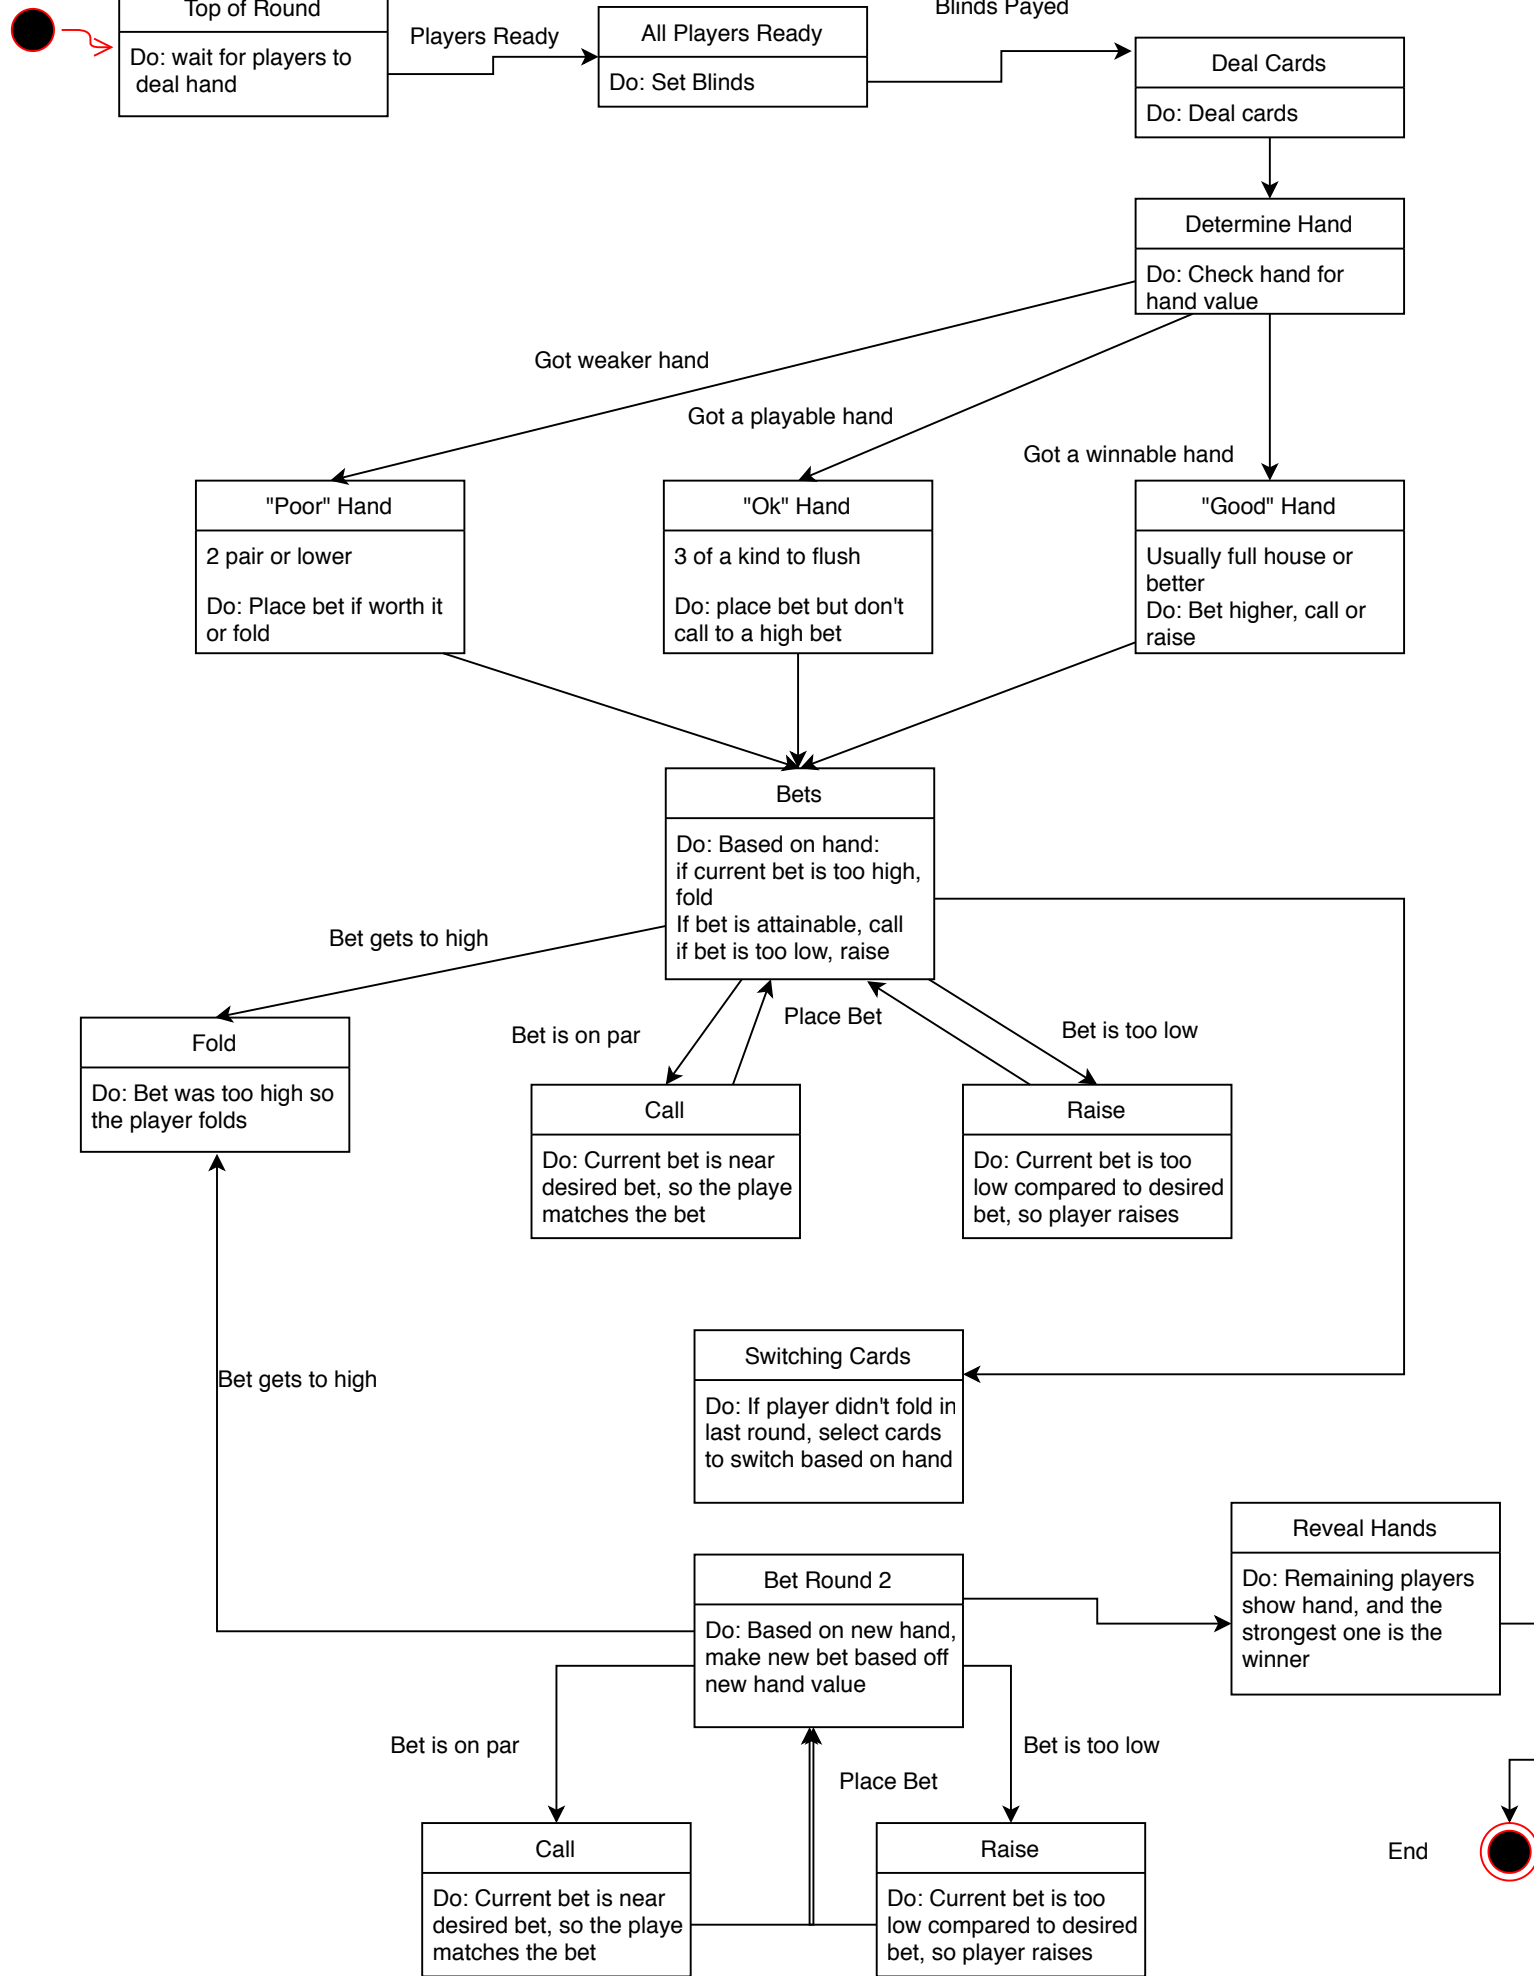 Top of Round
Do: wait for players to
deal hand
Players Ready
All Players Ready
Do: Set Blinds
Blinds Payed
Deal Cards
Do: Deal cards
Determine Hand
Do: Check hand for
hand value
Got weaker hand
Got a playable hand
Got a winnable hand
"Poor" Hand
2 pair or lower
Do: Place bet if worth it
or fold
"Ok" Hand
3 of a kind to flush
Do: place bet but don't
call to a high bet
"Good" Hand
Usually full house or
better
Do: Bet higher, call or
raise
Bets
Do: Based on hand:
if current bet is too high,
fold
If bet is attainable, call
if bet is too low, raise
Bet gets to high
Fold
Do: Bet was too high so
the player folds
Bet is on par
Place Bet
Bet is too low
Call
Do: Current bet is near
desired bet, so the playe
matches the bet
Raise
Do: Current bet is too
low compared to desired
bet, so player raises
Switching Cards
Do: If player didn't fold in
last round, select cards
to switch based on hand
Bet gets to high
Bet Round 2
Do: Based on new hand,
make new bet based off
new hand value
Reveal Hands
Do: Remaining players
show hand, and the
strongest one is the
winner
Bet is on par
Place Bet
Bet is too low
Call
Do: Current bet is near
desired bet, so the playe
matches the bet
Raise
Do: Current bet is too
low compared to desired
bet, so player raises
End